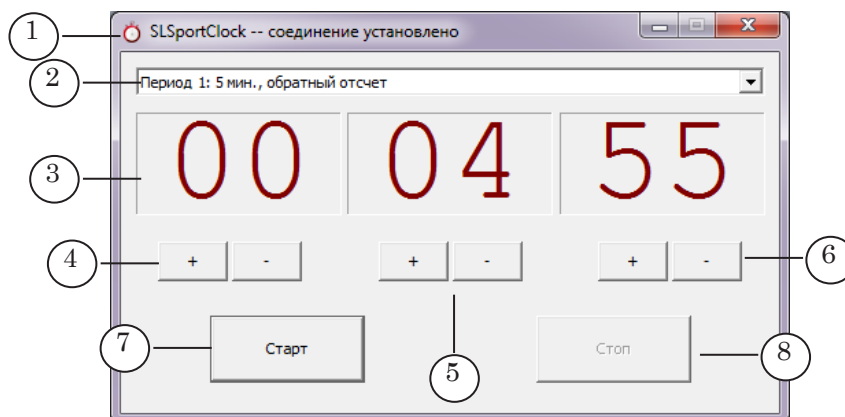 1
SLSportClock -- соединение установлено
2
Период 1: 5 мин., обратный отсчет
3
00 04 55
4
+ - + - + -
6
7
Старт
5
Стоп
8